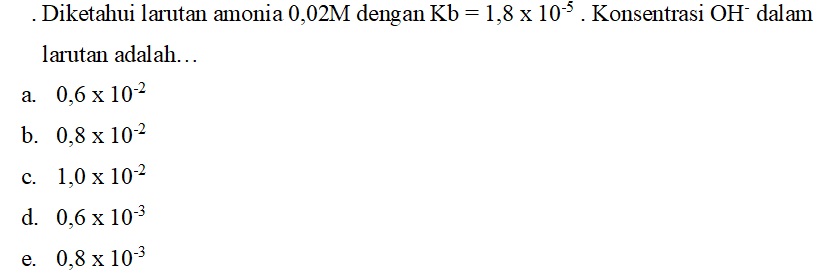 . Diketahui larutan amonia 0,02M dengan Kb = 1,8 x 10⁻⁵ . Konsentrasi OH⁻ dalam
larutan adalah…
a. 0,6 x 10⁻²
b. 0,8 x 10⁻²
c. 1,0 x 10⁻²
d. 0,6 x 10⁻³
e. 0,8 x 10⁻³